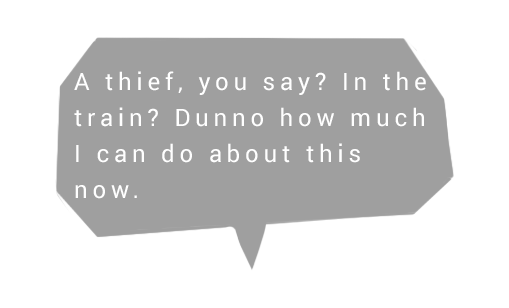 A thief, you say? In the
train? Dunno how much
I can do about this
now.